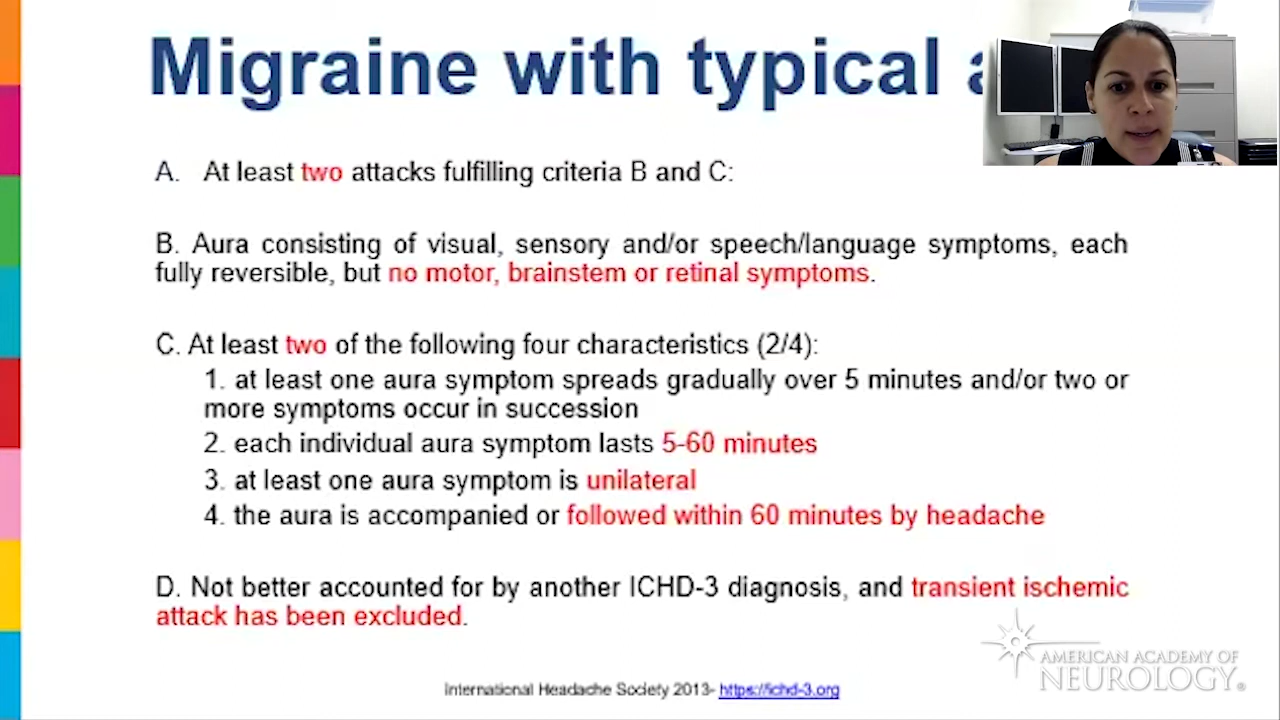 Migraine with typical
A. At least two attacks fulfilling criteria B and C:
B. Aura consisting of visual, sensory and/or speech/language symptoms, each
fully reversible, but no motor, brainstem or retinal symptoms.
C. At least two of the following four characteristics (2/4):
1. at least one aura symptom spreads gradually over 5 minutes and/or two or
more symptoms occur in succession
2. each individual aura symptom lasts 5-60 minutes
3. at least one aura symptom is unilateral
4. the aura is accompanied or followed within 60 minutes by headache
D. Not better accounted for by another ICHD-3 diagnosis, and transient ischemic
attack has been excluded.
International Headache Society 2013- https://ichd-3.org
AMERICAN ACADEMY OF
NEUROLOGY®